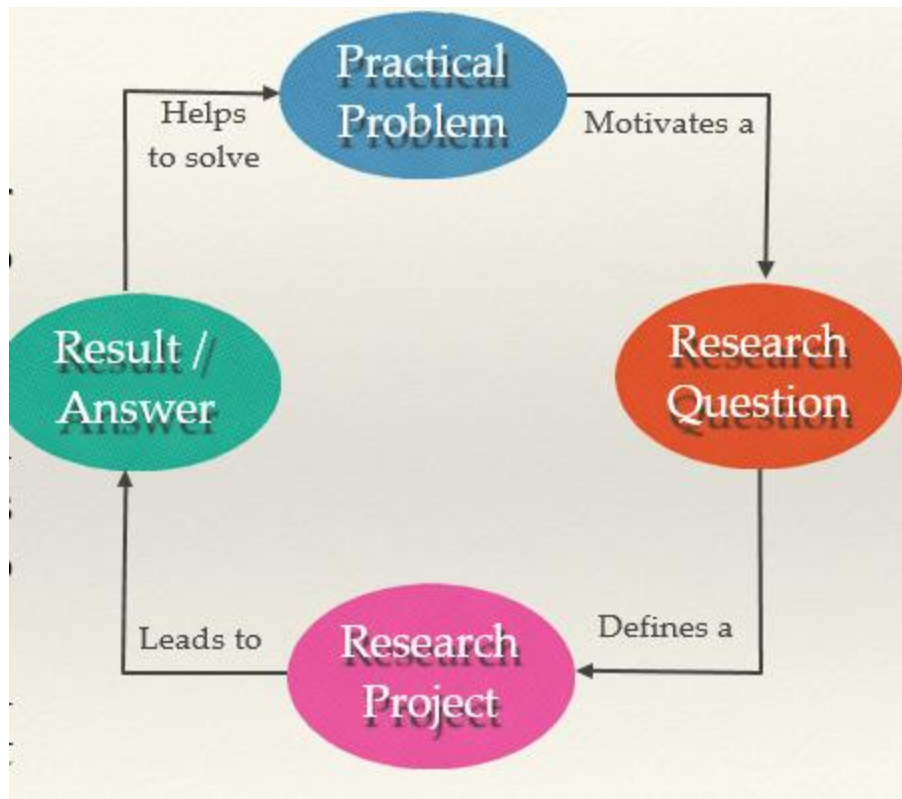 Practical
Problem
Helps
to solve
Motivates a
Result /
Answer
Research
Question
Leads to
Research
Project
Defines a